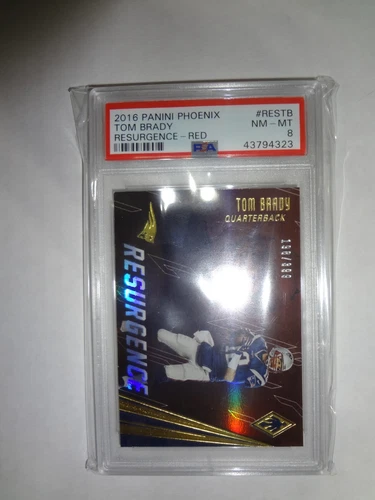 2016 PANINI PHOENIX #RESTB
TOM BRADY NM - MT
RESURGENCE - RED 8
PSA 43794323
TOM BRADY
QUARTERBACK
RESURGENCE